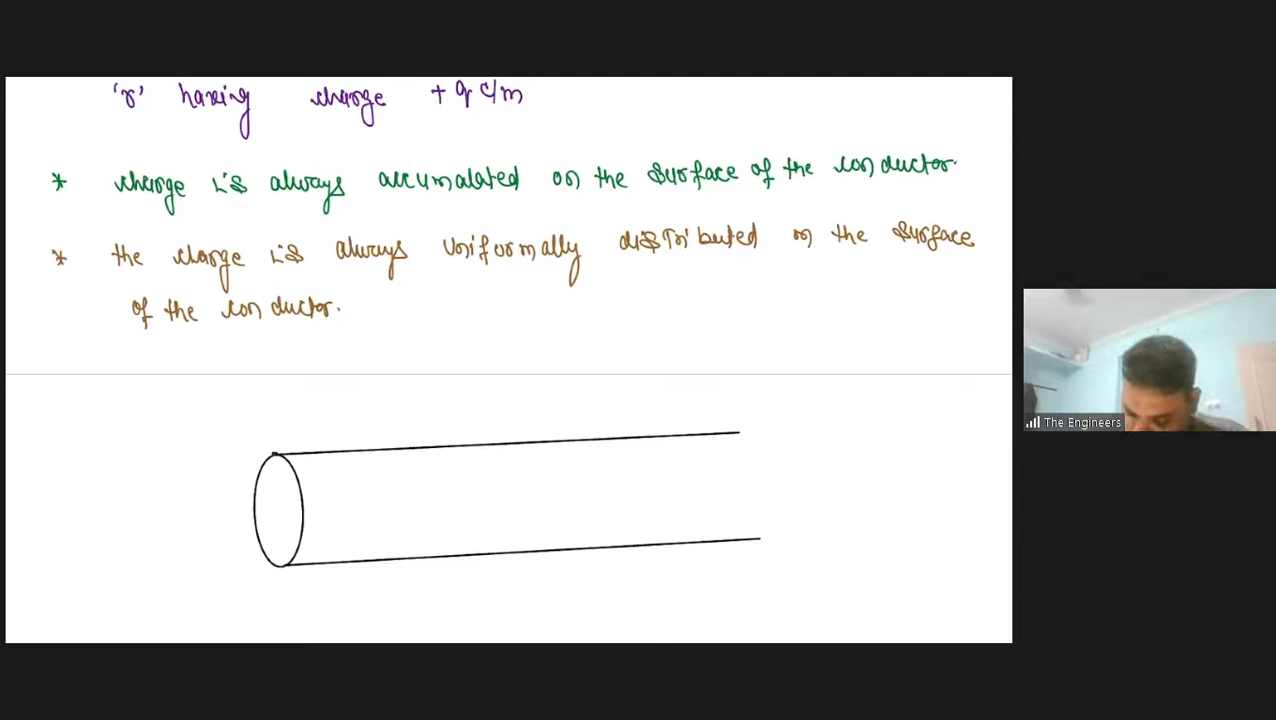 'r' having charge + q c/m
* charge is always accumalated on the surface of the conductor.
* the charge is always uniformally distributed on the surface
of the conductor.
The Engineers